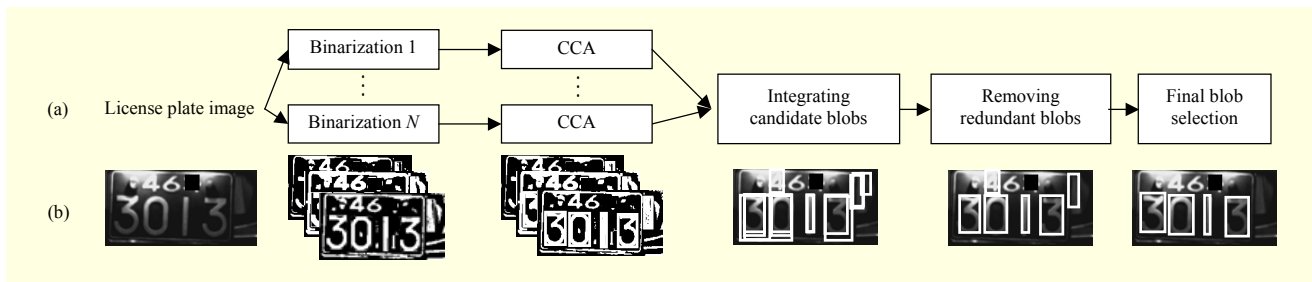 (a)
License plate image
Binarization 1
⋮
Binarization N
CCA
⋮
CCA
Integrating
candidate blobs
Removing
redundant blobs
Final blob
selection
(b)
46
3013
46
3013
46
3013
46
3013
46
3013
46
3013